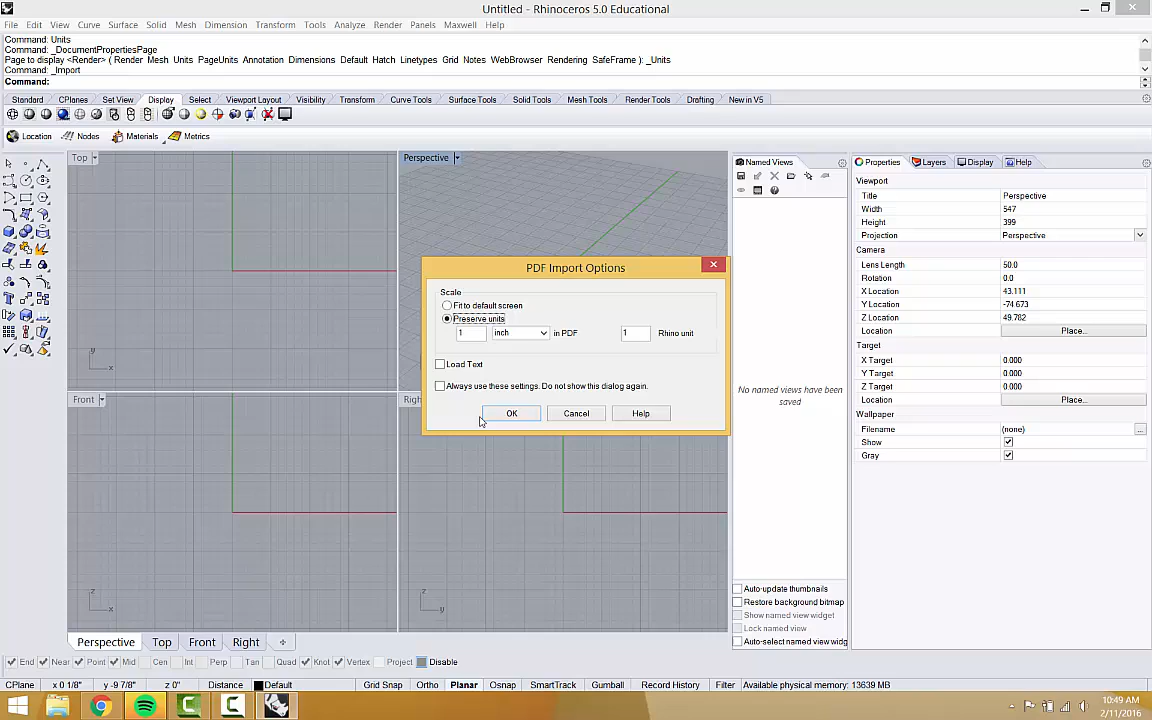 Untitled - Rhinoceros 5.0 Educational
File Edit View Curve Surface Solid Mesh Dimension Transform Tools Analyze Render Panels Maxwell Help
Command: Units
Command: _DocumentPropertiesPage
Page to display <Render> ( Render Mesh Units PageUnits Annotation Dimensions Default Hatch Linetypes Grid Notes WebBrowser Rendering SafeFrame ): _Units
Command: _Import
Command:
Standard CPlanes Set View Display Select Viewport Layout Visibility Transform Curve Tools Surface Tools Solid Tools Mesh Tools Render Tools Drafting New in V5
Location Nodes Materials Metrics
Top
Perspective
Named Views
Properties Layers Display Help
Viewport
Title Perspective
Width 547
Height 399
Projection Perspective
Camera
Lens Length 50.0
Rotation 0.0
X Location 43.111
Y Location -74.673
Z Location 49.782
Location Place...
Target
X Target 0.000
Y Target 0.000
Z Target 0.000
Location Place...
Wallpaper
Filename (none) ...
Show
Gray
PDF Import Options
Scale
Fit to default screen
Preserve units
1 inch in PDF 1 Rhino unit
Load Text
Always use these settings. Do not show this dialog again.
OK Cancel Help
No named views have been
saved
y
x
Front
Righ
z
x
z
y
Auto-update thumbnails
Restore background bitmap
Show named view widget
Lock named view
Auto-select named view widg
Perspective Top Front Right
End Near Point Mid Cen Int Perp Tan Quad Knot Vertex Project Disable
CPlane x 0 1/8" y -9 7/8" z 0" Distance Default Grid Snap Ortho Planar Osnap SmartTrack Gumball Record History Filter Available physical memory: 13639 MB
10:49 AM
2/11/2016